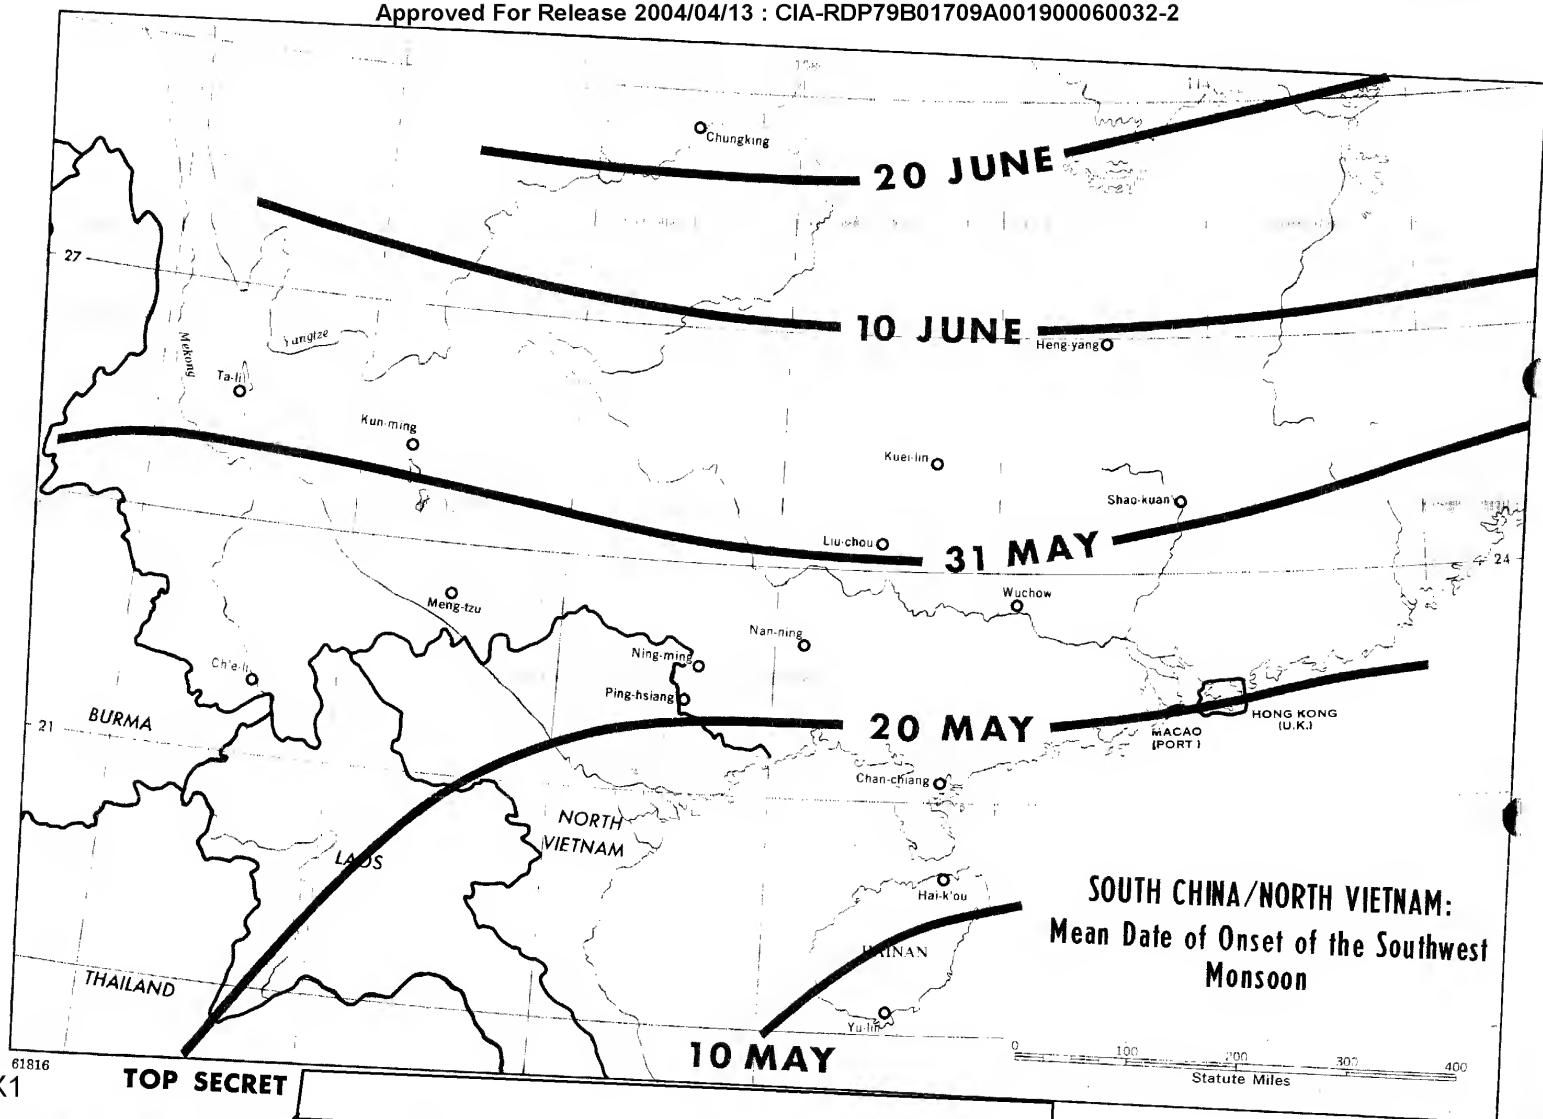 Approved For Release 2004/04/13 : CIA-RDP79B01709A001900060032-2
114
Chungking
20 JUNE
27
Yangtze
Mekong
10 JUNE
Heng-yang
Ta-li
Kun-ming
Kuei-lin
Shao-kuan
Liu-chou
31 MAY
24
Meng-tzu
Wuchow
Nan-ning
Ning-ming
Ch'e-li
Ping-hsiang
BURMA
21
20 MAY
HONG KONG
(U.K.)
MACAO
(PORT)
Chan-chiang
NORTH
VIETNAM
LAOS
Hai-k'ou
HAINAN
SOUTH CHINA/NORTH VIETNAM:
Mean Date of Onset of the Southwest
Monsoon
THAILAND
Yu-lin
10 MAY
0 100 200 300 400
Statute Miles
61816
X1
TOP SECRET